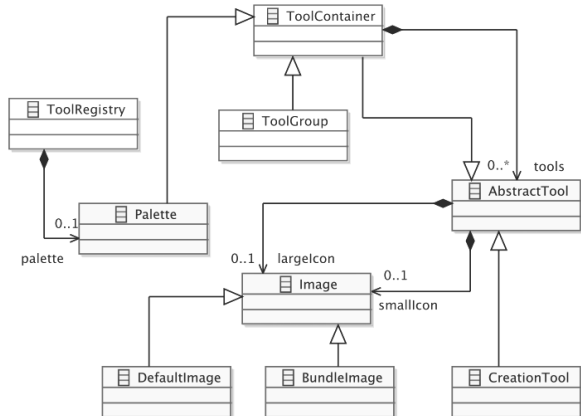 ToolContainer
ToolRegistry
ToolGroup
0..*
tools
AbstractTool
Palette
0..1
palette
0..1
largeIcon
0..1
Image
smallIcon
DefaultImage
BundleImage
CreationTool